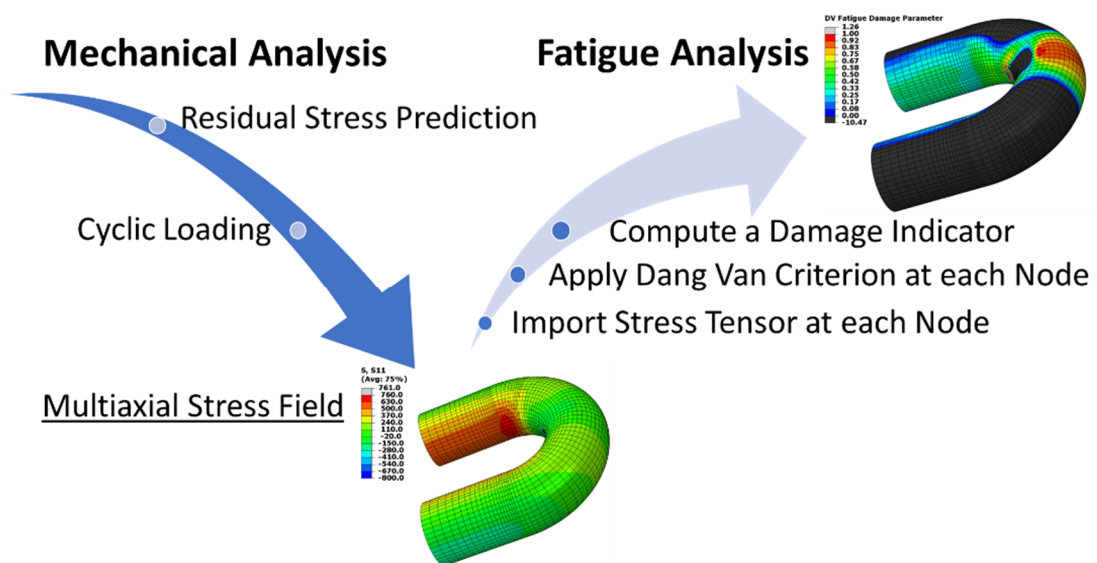 Mechanical Analysis
Residual Stress Prediction
Cyclic Loading
Multiaxial Stress Field
S, S11
(Avg: 75%)
761.0
760.0
630.0
500.0
370.0
240.0
110.0
-20.0
-150.0
-280.0
-410.0
-540.0
-670.0
-800.0
Fatigue Analysis
DV Fatigue Damage Parameter
1.26
1.00
0.92
0.83
0.75
0.67
0.58
0.50
0.42
0.33
0.25
0.17
0.08
0.00
-10.47
Compute a Damage Indicator
Apply Dang Van Criterion at each Node
Import Stress Tensor at each Node